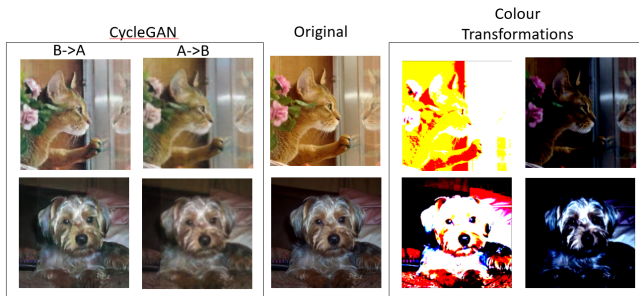 CycleGAN
B->A
A->B
Original
Colour
Transformations